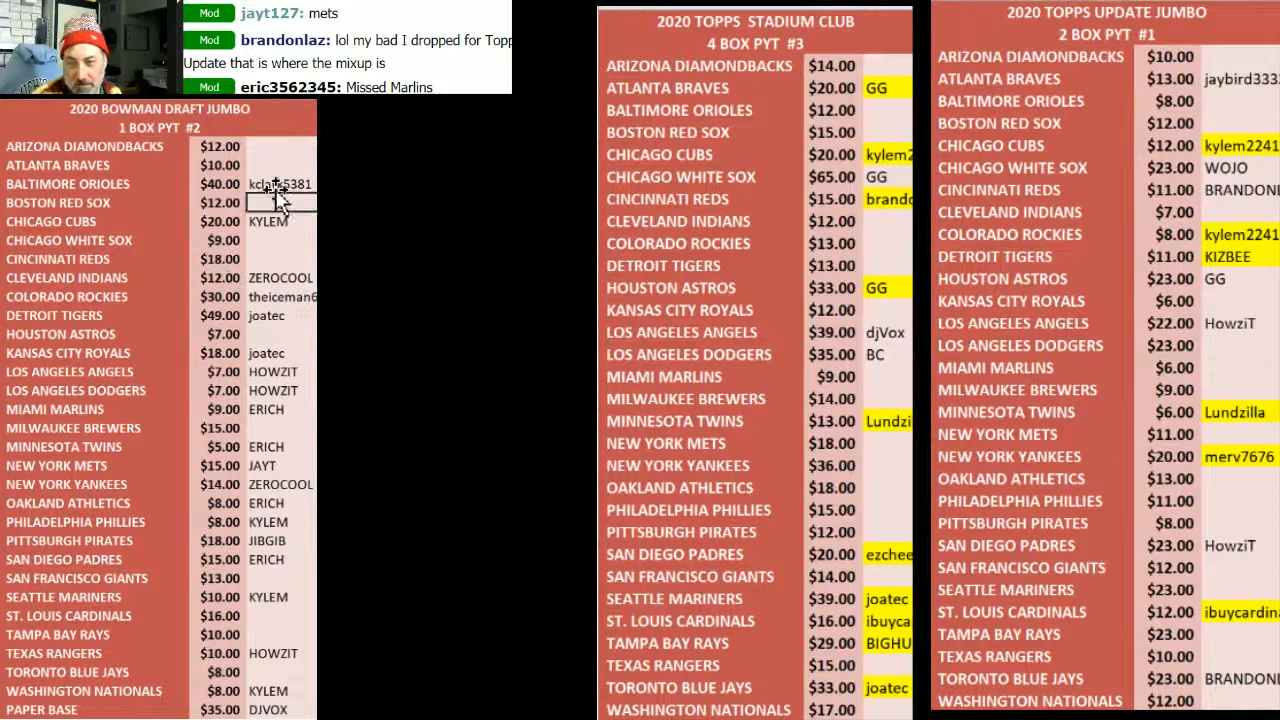 Mod jayt127: mets
Mod brandonlaz: lol my bad I dropped for Topp
Update that is where the mixup is
Mod eric3562345: Missed Marlins
2020 BOWMAN DRAFT JUMBO
1 BOX PYT #2
ARIZONA DIAMONDBACKS $12.00
ATLANTA BRAVES $10.00
BALTIMORE ORIOLES $40.00
BOSTON RED SOX $12.00
CHICAGO CUBS $20.00 KYLEM
CHICAGO WHITE SOX $9.00
CINCINNATI REDS $18.00
CLEVELAND INDIANS $12.00 ZEROCOOL
COLORADO ROCKIES $30.00 theiceman6
DETROIT TIGERS $49.00 joatec
HOUSTON ASTROS $7.00
KANSAS CITY ROYALS $18.00 joatec
LOS ANGELES ANGELS $7.00 HOWZIT
LOS ANGELES DODGERS $7.00 HOWZIT
MIAMI MARLINS $9.00 ERICH
MILWAUKEE BREWERS $15.00
MINNESOTA TWINS $5.00 ERICH
NEW YORK METS $15.00 JAYT
NEW YORK YANKEES $14.00 ZEROCOOL
OAKLAND ATHLETICS $8.00 ERICH
PHILADELPHIA PHILLIES $8.00 KYLEM
PITTSBURGH PIRATES $18.00 JIBGIB
SAN DIEGO PADRES $15.00 ERICH
SAN FRANCISCO GIANTS $13.00
SEATTLE MARINERS $10.00 KYLEM
ST. LOUIS CARDINALS $16.00
TAMPA BAY RAYS $10.00
TEXAS RANGERS $10.00 HOWZIT
TORONTO BLUE JAYS $8.00
WASHINGTON NATIONALS $8.00 KYLEM
PAPER BASE $35.00 DJVOX
2020 TOPPS STADIUM CLUB
4 BOX PYT #3
ARIZONA DIAMONDBACKS $14.00
ATLANTA BRAVES $20.00 GG
BALTIMORE ORIOLES $12.00
BOSTON RED SOX $15.00
CHICAGO CUBS $20.00 kylem2
CHICAGO WHITE SOX $65.00 GG
CINCINNATI REDS $15.00 brando
CLEVELAND INDIANS $12.00
COLORADO ROCKIES $13.00
DETROIT TIGERS $13.00
HOUSTON ASTROS $33.00 GG
KANSAS CITY ROYALS $12.00
LOS ANGELES ANGELS $39.00 djVox
LOS ANGELES DODGERS $35.00 BC
MIAMI MARLINS $9.00
MILWAUKEE BREWERS $14.00
MINNESOTA TWINS $13.00 Lundzi
NEW YORK METS $18.00
NEW YORK YANKEES $36.00
OAKLAND ATHLETICS $18.00
PHILADELPHIA PHILLIES $15.00
PITTSBURGH PIRATES $12.00
SAN DIEGO PADRES $20.00 ezchee
SAN FRANCISCO GIANTS $14.00
SEATTLE MARINERS $39.00 joatec
ST. LOUIS CARDINALS $16.00 ibuyca
TAMPA BAY RAYS $29.00 BIGHU
TEXAS RANGERS $15.00
TORONTO BLUE JAYS $33.00 joatec
WASHINGTON NATIONALS $17.00
2020 TOPPS UPDATE JUMBO
2 BOX PYT #1
ARIZONA DIAMONDBACKS $10.00
ATLANTA BRAVES $13.00 jaybird333
BALTIMORE ORIOLES $8.00
BOSTON RED SOX $12.00
CHICAGO CUBS $12.00 kylem2241
CHICAGO WHITE SOX $23.00 WOJO
CINCINNATI REDS $11.00 BRANDONL
CLEVELAND INDIANS $7.00
COLORADO ROCKIES $8.00 kylem2241
DETROIT TIGERS $11.00 KIZBEE
HOUSTON ASTROS $23.00 GG
KANSAS CITY ROYALS $6.00
LOS ANGELES ANGELS $22.00 HowziT
LOS ANGELES DODGERS $23.00
MIAMI MARLINS $6.00
MILWAUKEE BREWERS $9.00
MINNESOTA TWINS $6.00 Lundzilla
NEW YORK METS $11.00
NEW YORK YANKEES $20.00 merv7676
OAKLAND ATHLETICS $13.00
PHILADELPHIA PHILLIES $11.00
PITTSBURGH PIRATES $8.00
SAN DIEGO PADRES $23.00 HowziT
SAN FRANCISCO GIANTS $12.00
SEATTLE MARINERS $23.00
ST. LOUIS CARDINALS $12.00 ibuycardin
TAMPA BAY RAYS $23.00
TEXAS RANGERS $10.00
TORONTO BLUE JAYS $23.00 BRANDONL
WASHINGTON NATIONALS $12.00